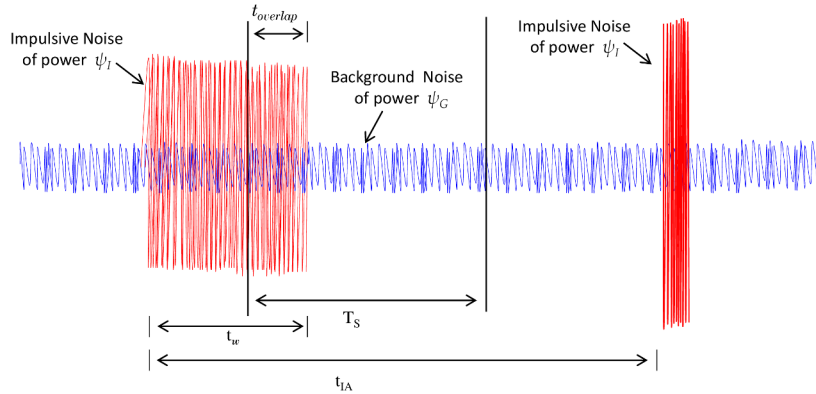 t_overlap
Impulsive Noise
of power ψ_I
Impulsive Noise
of power ψ_I
Background Noise
of power ψ_G
T_S
t_w
t_IA